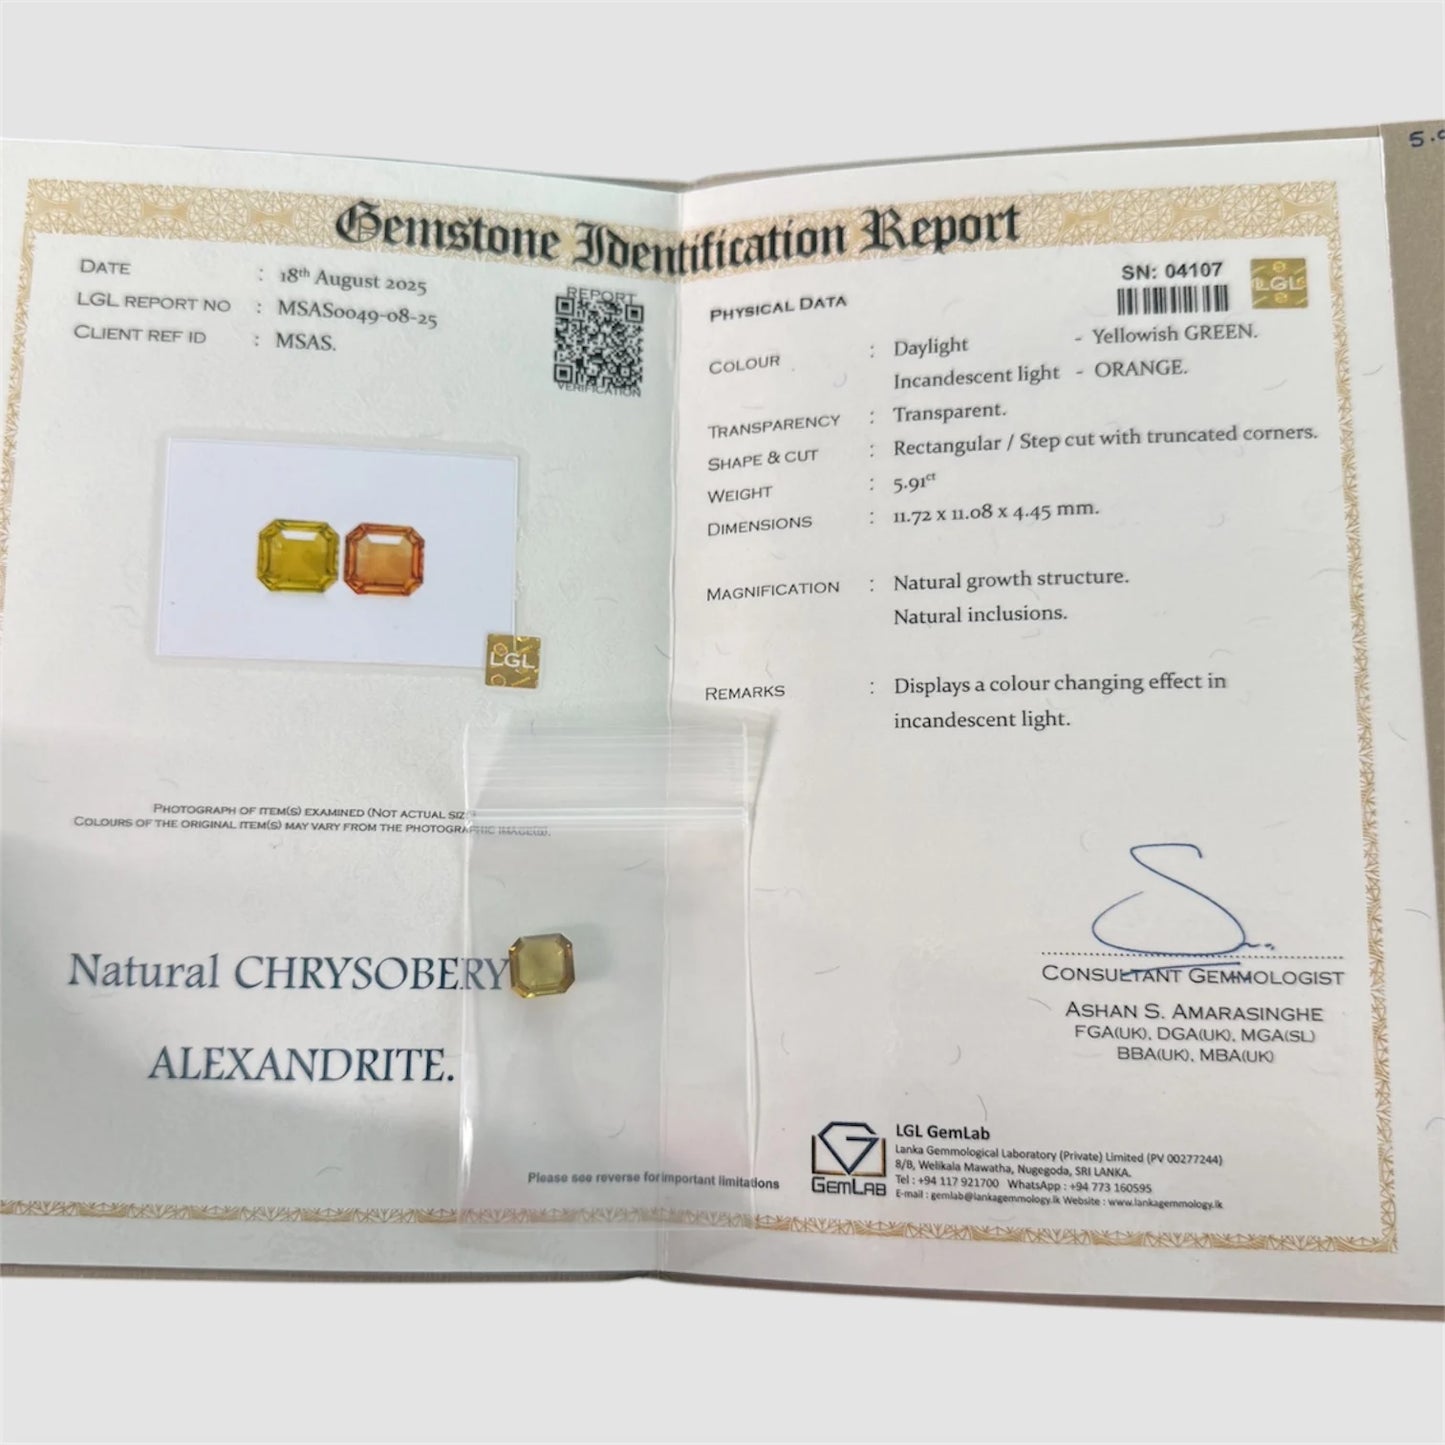 Gemstone Identification Report
DATE : 18th August 2025
LGL REPORT NO : MSAS0049-08-25
CLIENT REF ID : MSAS.
REPORT
VERIFICATION
LGL
PHOTOGRAPH OF ITEM(S) EXAMINED (NOT ACTUAL SIZE
COLOURS OF THE ORIGINAL ITEM(S) MAY VARY FROM THE PHOTOGRAPHIC IMAGE(S).
Natural CHRYSOBERY
ALEXANDRITE.
Please see reverse for important limitations
SN: 04107
LGL
PHYSICAL DATA
COLOUR : Daylight - Yellowish GREEN.
Incandescent light - ORANGE.
TRANSPARENCY : Transparent.
SHAPE & CUT : Rectangular / Step cut with truncated corners.
WEIGHT : 5.91ct
DIMENSIONS : 11.72 x 11.08 x 4.45 mm.
MAGNIFICATION : Natural growth structure.
Natural inclusions.
REMARKS : Displays a colour changing effect in
incandescent light.
CONSULTANT GEMMOLOGIST
ASHAN S. AMARASINGHE
FGA(UK), DGA(UK), MGA(SL)
BBA(UK), MBA(UK)
GEMLAB
LGL GemLab
Lanka Gemmological Laboratory (Private) Limited (PV 00277244)
8/B, Welikala Mawatha, Nugegoda, SRI LANKA.
Tel : +94 117 921700 WhatsApp : +94 773 160595
E-mail : gemlab@lankagemmology.lk Website : www.lankagemmology.lk